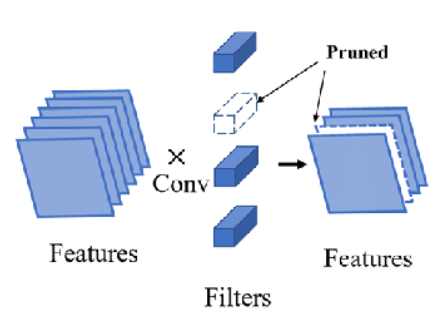 Pruned
×
Conv
Features
Features
Filters